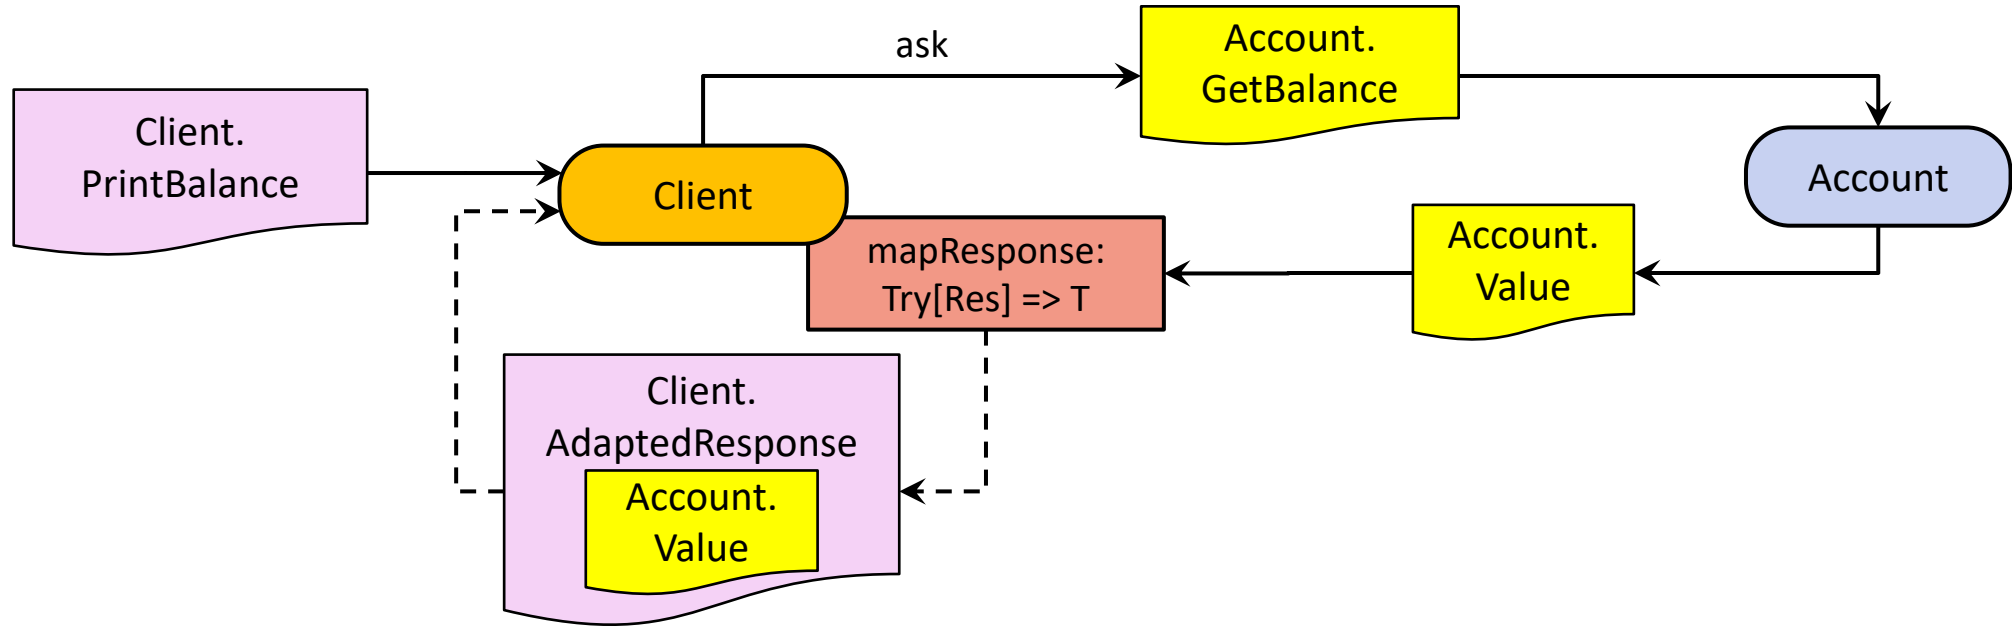 ask
Account.
GetBalance
Client.
PrintBalance
Client
Account
mapResponse:
Try[Res] => T
Account.
Value
Client.
AdaptedResponse
Account.
Value